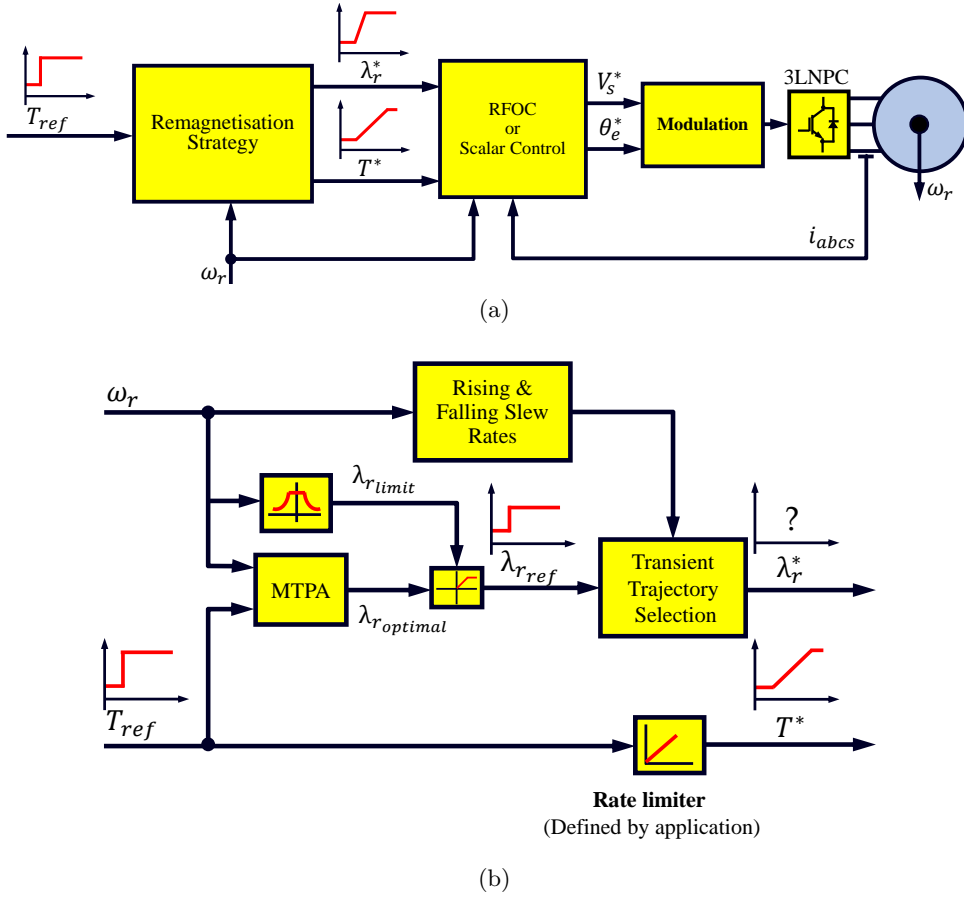 T_ref
Remagnetisation
Strategy
λ_r^*
T^*
RFOC
or
Scalar Control
V_s^*
θ_e^*
Modulation
3LNPC
ω_r
i_abcs
ω_r
(a)
ω_r
Rising &
Falling Slew
Rates
λ_r_limit
MTPA
λ_r_optimal
λ_r_ref
Transient
Trajectory
Selection
?
λ_r^*
T_ref
T^*
Rate limiter
(Defined by application)
(b)